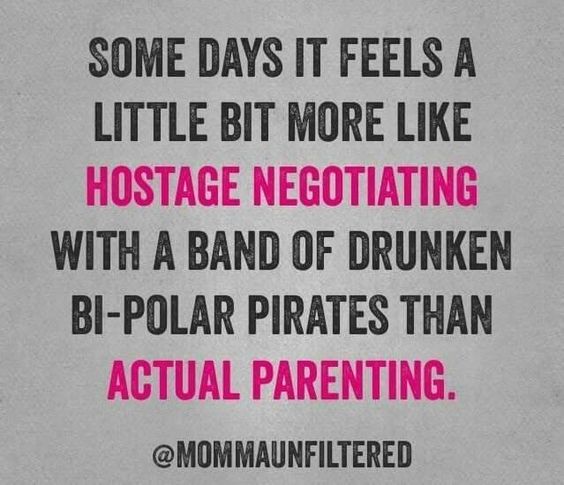 SOME DAYS IT FEELS A
LITTLE BIT MORE LIKE
HOSTAGE NEGOTIATING
WITH A BAND OF DRUNKEN
BI-POLAR PIRATES THAN
ACTUAL PARENTING.
@MOMMAUNFILTERED